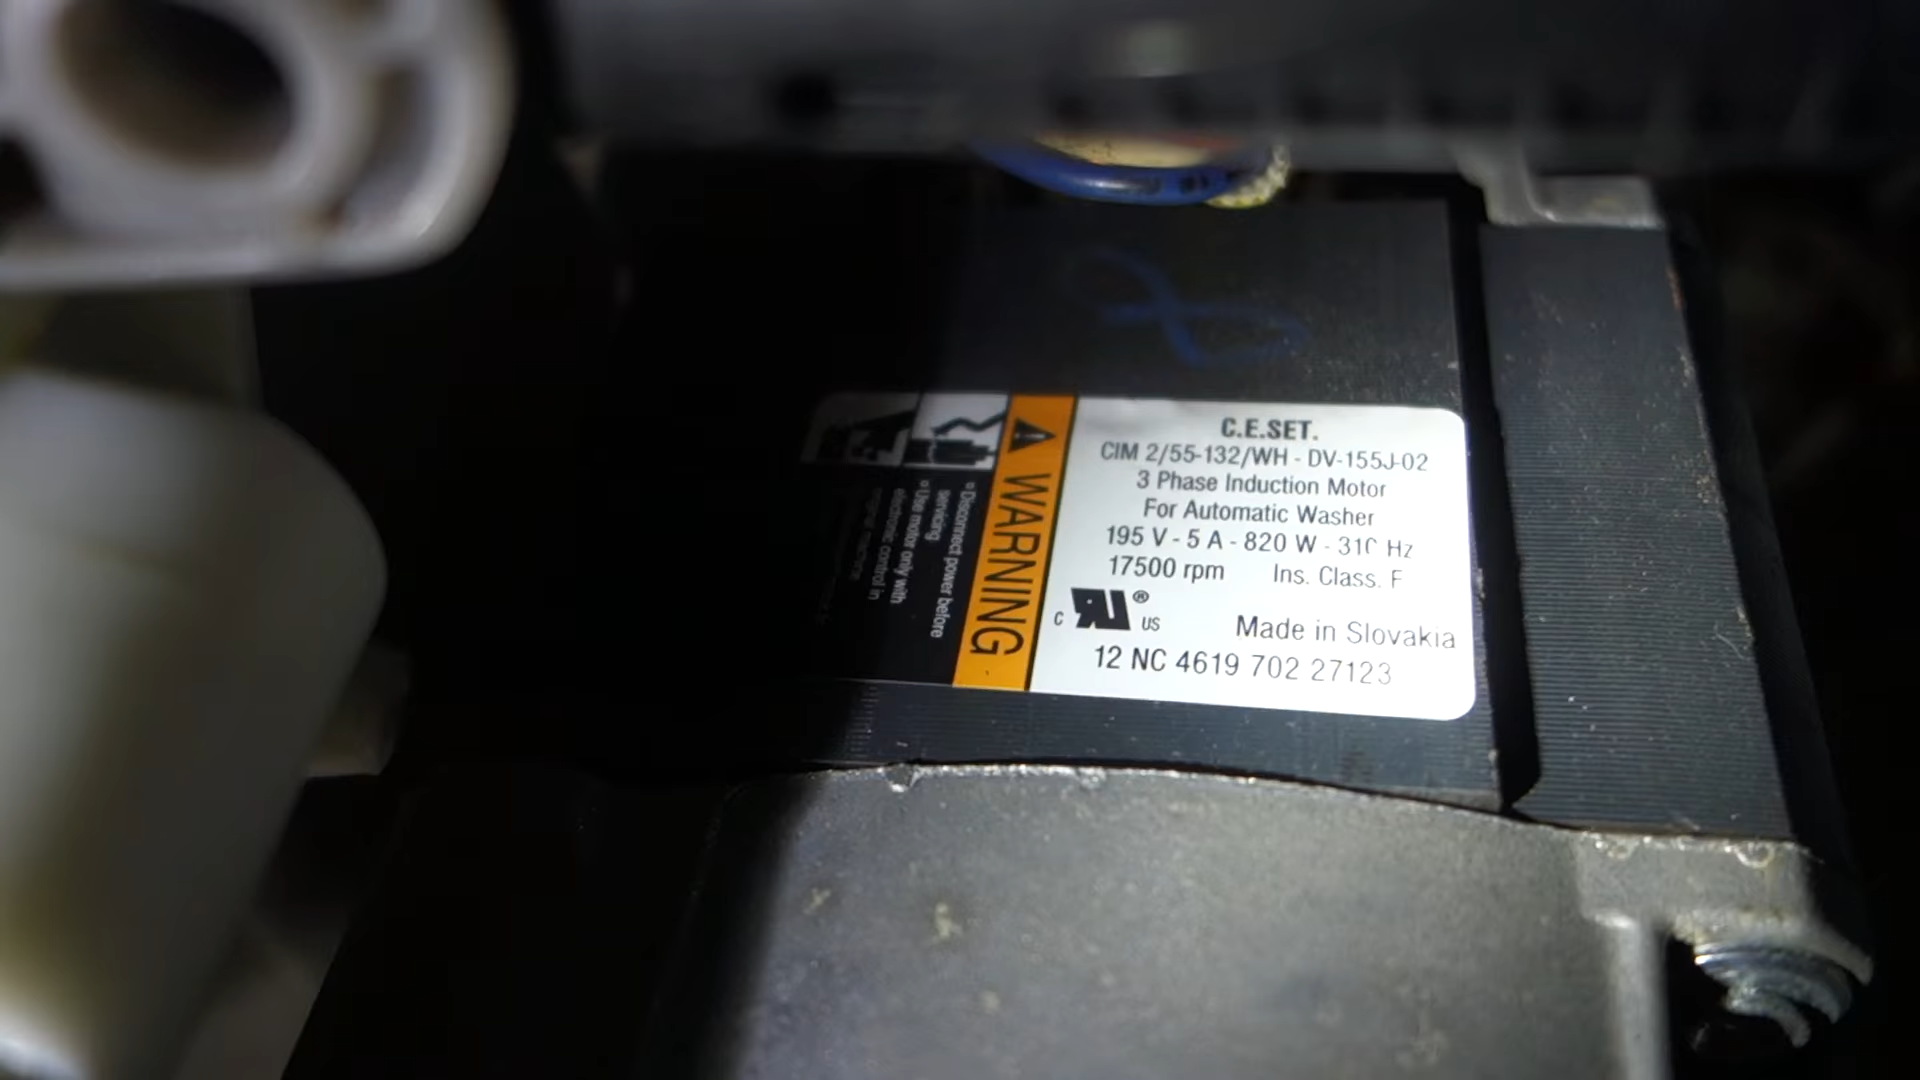 C.E.SET.
CIM 2/55-132/WH - DV-155J-02
3 Phase Induction Motor
For Automatic Washer
195 V - 5 A - 820 W - 310 Hz
17500 rpm Ins. Class. F
c RU ® US
Made in Slovakia
12 NC 4619 702 27123
WARNING
Disconnect power before
servicing
Use motor only with
electronic control in